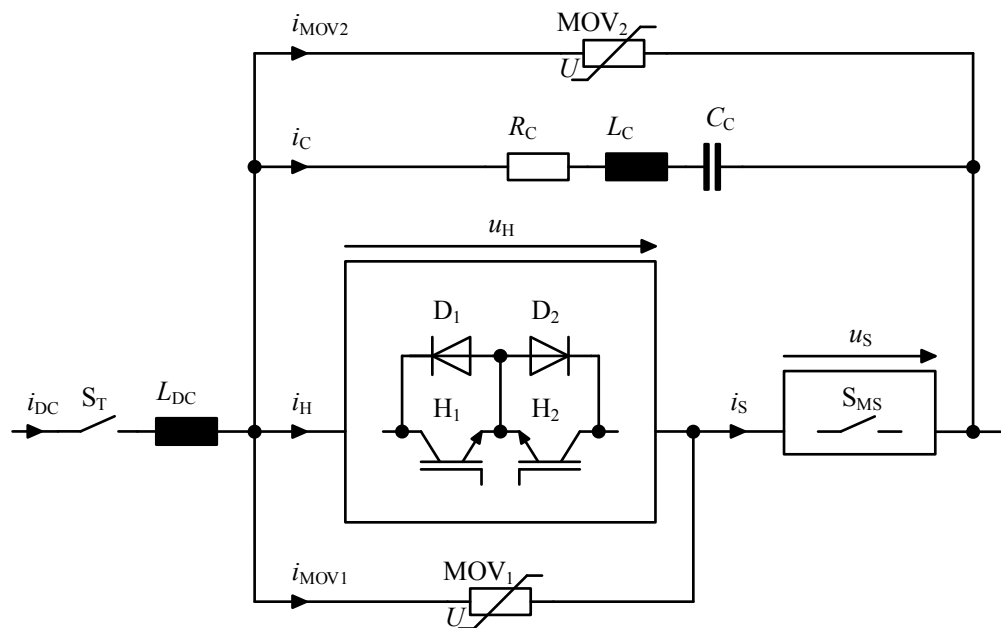 iMOV2
MOV2
U
iC
RC
LC
CC
uH
D1
D2
uS
iDC
ST
LDC
iH
H1
H2
iS
SMS
iMOV1
MOV1
U